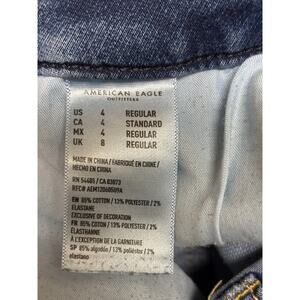 AMERICAN EAGLE
OUTFITTERS
US 4 REGULAR
CA 4 STANDARD
MX 4 REGULAR
UK 8 REGULAR
MADE IN CHINA / FABRIQUÉ EN CHINE /
HECHO EN CHINA
RN 54485 / CA 03073
REF© # AEM12060509A
EN 85% COTTON / 13% POLYESTER / 2%
ELASTANE
EXCLUSIVE OF DECORATION
FR 85% COTON / 13% POLYESTER / 2%
ÉLASTHANNE
À L'EXCEPTION DE LA GARNITURE
SP 85% algodón / 13% poliéster / 2%
elastano